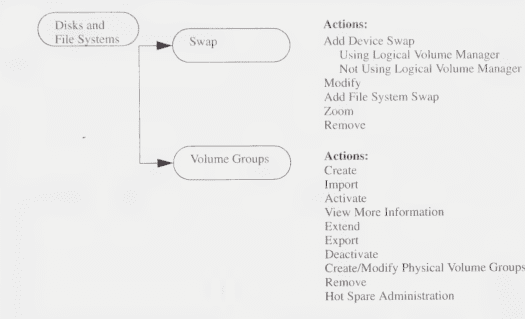 Disks and
File Systems
Swap
Actions:
Add Device Swap
Using Logical Volume Manager
Not Using Logical Volume Manager
Modify
Add File System Swap
Zoom
Remove
Volume Groups
Actions:
Create
Import
Activate
View More Information
Extend
Export
Deactivate
Create/Modify Physical Volume Groups
Remove
Hot Spare Administration